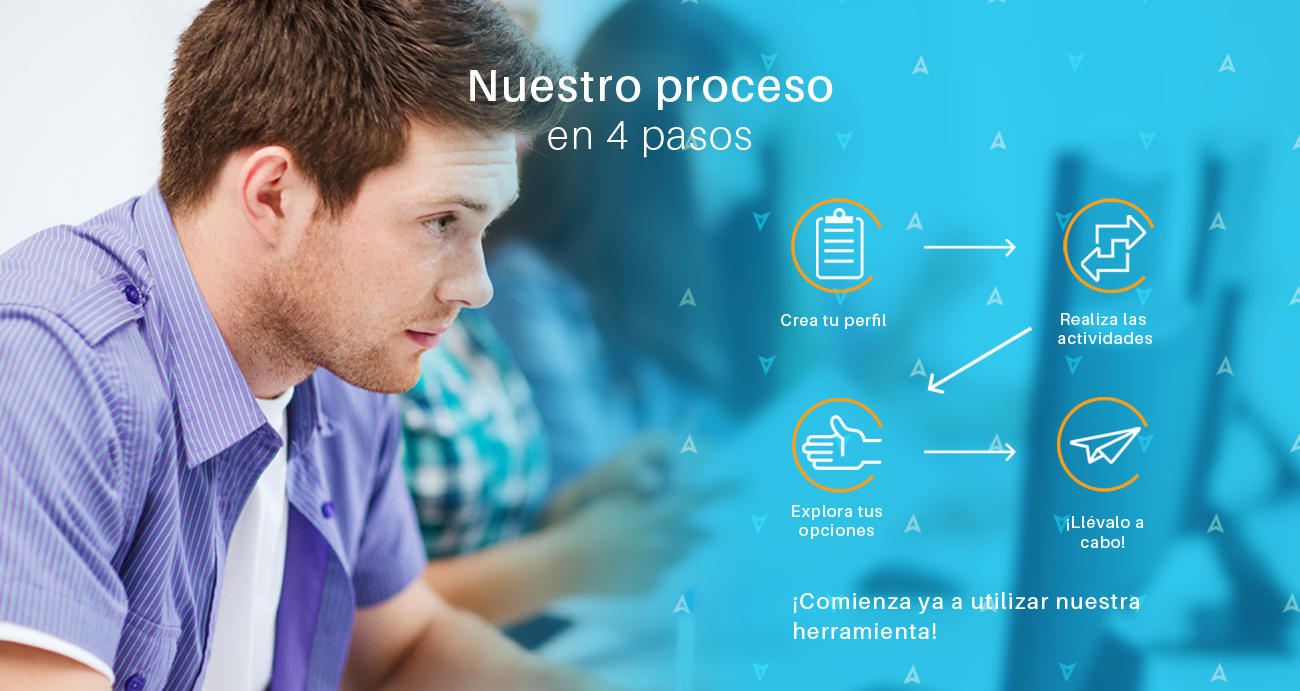 Nuestro proceso
en 4 pasos
Crea tu perfil
Realiza las
actividades
Explora tus
opciones
¡Llévalo a
cabo!
¡Comienza ya a utilizar nuestra
herramienta!